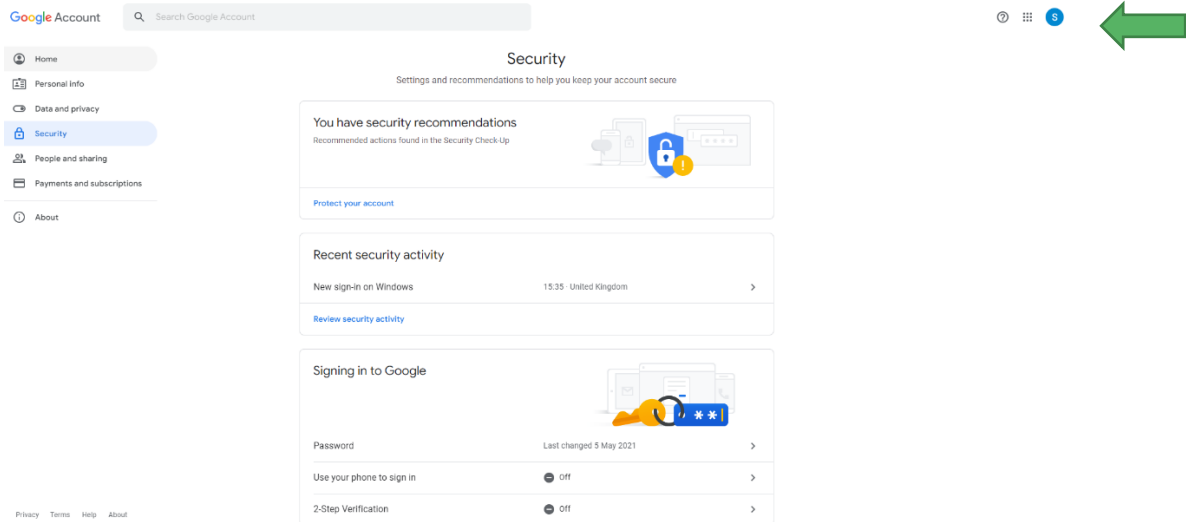 Google Account
Search Google Account
S
Home
Personal info
Data and privacy
Security
People and sharing
Payments and subscriptions
About
Security
Settings and recommendations to help you keep your account secure
You have security recommendations
Recommended actions found in the Security Check-Up
Protect your account
Recent security activity
New sign-in on Windows 15:35 · United Kingdom
Review security activity
Signing in to Google
Password Last changed 5 May 2021
Use your phone to sign in Off
2-Step Verification Off
Privacy Terms Help About